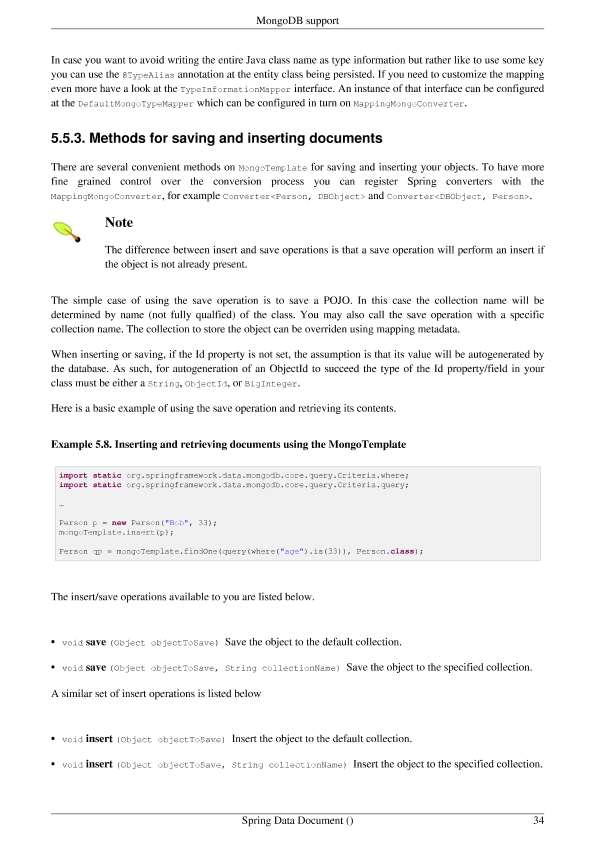 MongoDB support
In case you want to avoid writing the entire Java class name as type information but rather like to use some key
you can use the @TypeAlias annotation at the entity class being persisted. If you need to customize the mapping
even more have a look at the TypeInformationMapper interface. An instance of that interface can be configured
at the DefaultMongoTypeMapper which can be configured in turn on MappingMongoConverter.
5.5.3. Methods for saving and inserting documents
There are several convenient methods on MongoTemplate for saving and inserting your objects. To have more
fine grained control over the conversion process you can register Spring converters with the
MappingMongoConverter, for example Converter<Person, DBObject> and Converter<DBObject, Person>.
Note
The difference between insert and save operations is that a save operation will perform an insert if
the object is not already present.
The simple case of using the save operation is to save a POJO. In this case the collection name will be
determined by name (not fully qualfied) of the class. You may also call the save operation with a specific
collection name. The collection to store the object can be overriden using mapping metadata.
When inserting or saving, if the Id property is not set, the assumption is that its value will be autogenerated by
the database. As such, for autogeneration of an ObjectId to succeed the type of the Id property/field in your
class must be either a String, ObjectId, or BigInteger.
Here is a basic example of using the save operation and retrieving its contents.
Example 5.8. Inserting and retrieving documents using the MongoTemplate
import static org.springframework.data.mongodb.core.query.Criteria.where;
import static org.springframework.data.mongodb.core.query.Criteria.query;
…
Person p = new Person("Bob", 33);
mongoTemplate.insert(p);
Person qp = mongoTemplate.findOne(query(where("age").is(33)), Person.class);
The insert/save operations available to you are listed below.
• void save (Object objectToSave) Save the object to the default collection.
• void save (Object objectToSave, String collectionName) Save the object to the specified collection.
A similar set of insert operations is listed below
• void insert (Object objectToSave) Insert the object to the default collection.
• void insert (Object objectToSave, String collectionName) Insert the object to the specified collection.
Spring Data Document () 34